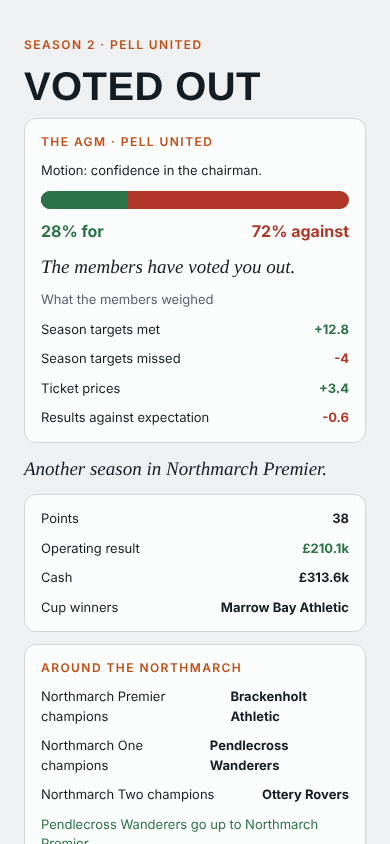 SEASON 2 · PELL UNITED
VOTED OUT
THE AGM · PELL UNITED
Motion: confidence in the chairman.
28% for 72% against
The members have voted you out.
What the members weighed
Season targets met +12.8
Season targets missed -4
Ticket prices +3.4
Results against expectation -0.6
Another season in Northmarch Premier.
Points 38
Operating result £210.1k
Cash £313.6k
Cup winners Marrow Bay Athletic
AROUND THE NORTHMARCH
Northmarch Premier champions Brackenholt Athletic
Northmarch One champions Pendlecross Wanderers
Northmarch Two champions Ottery Rovers
Pendlecross Wanderers go up to Northmarch
Premier.